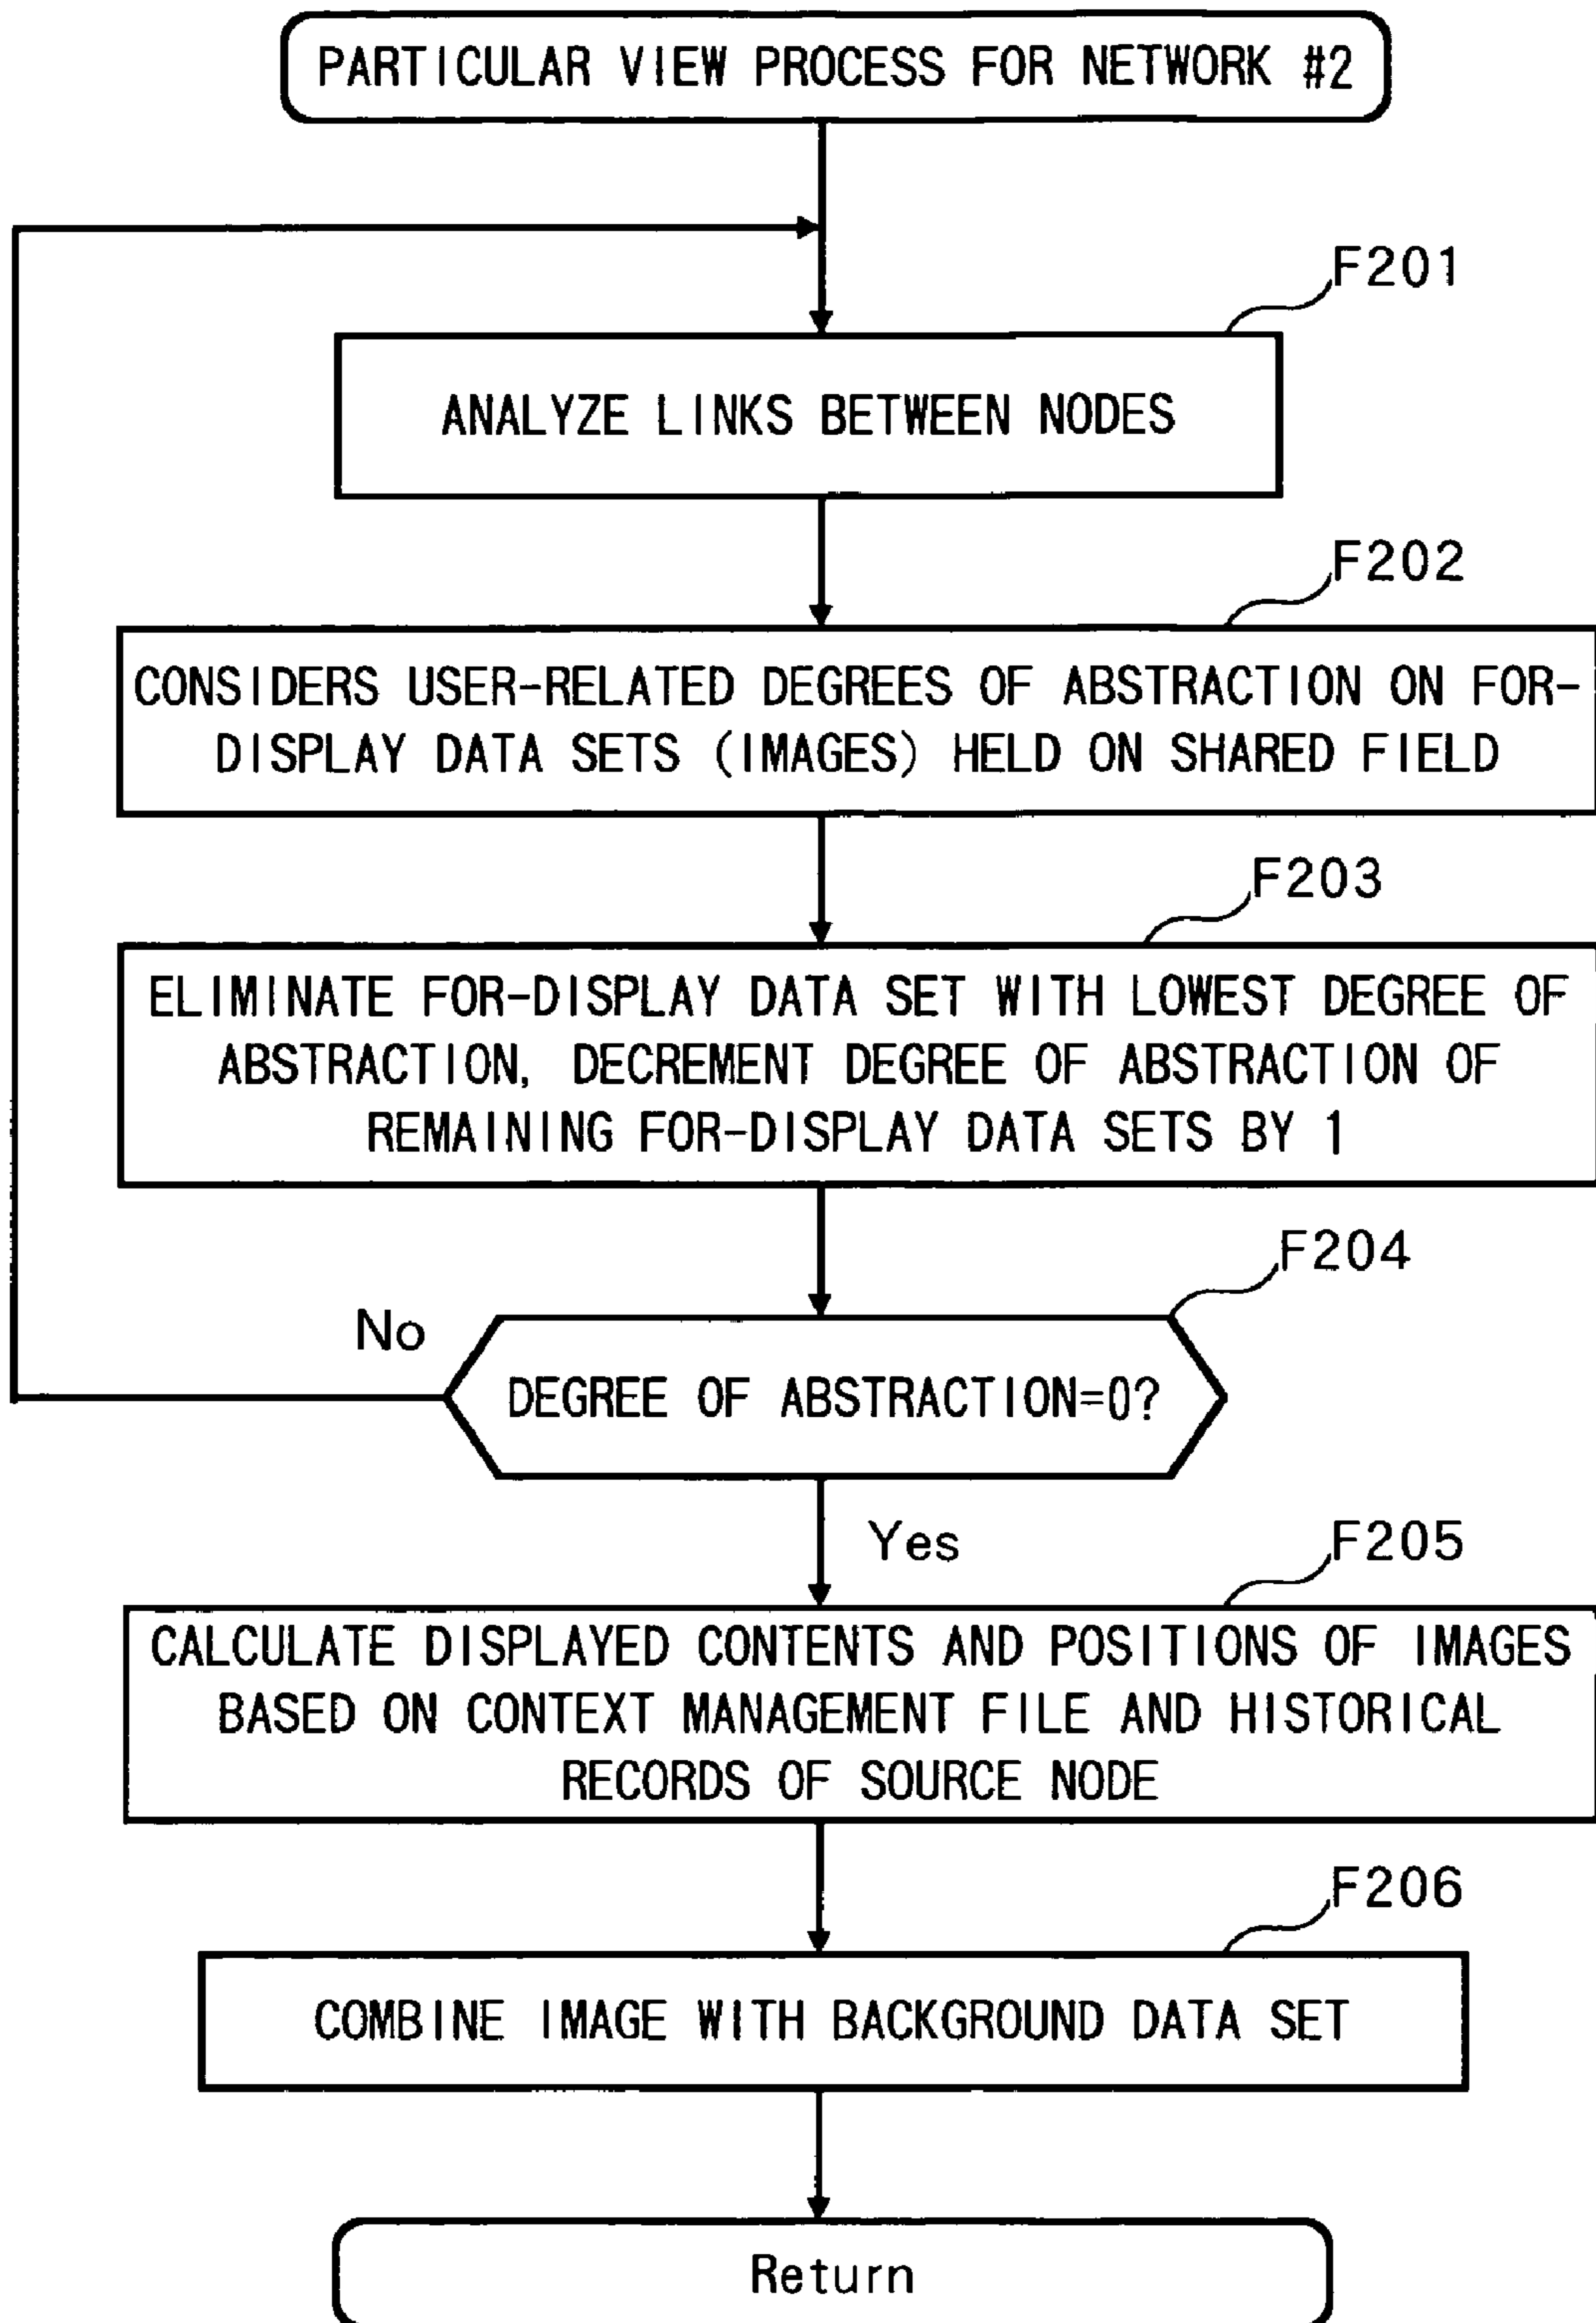 PARTICULAR VIEW PROCESS FOR NETWORK #2
F201
ANALYZE LINKS BETWEEN NODES
F202
CONSIDERS USER-RELATED DEGREES OF ABSTRACTION ON FOR-
DISPLAY DATA SETS (IMAGES) HELD ON SHARED FIELD
F203
ELIMINATE FOR-DISPLAY DATA SET WITH LOWEST DEGREE OF
ABSTRACTION, DECREMENT DEGREE OF ABSTRACTION OF
REMAINING FOR-DISPLAY DATA SETS BY 1
F204
No
DEGREE OF ABSTRACTION=0?
Yes
F205
CALCULATE DISPLAYED CONTENTS AND POSITIONS OF IMAGES
BASED ON CONTEXT MANAGEMENT FILE AND HISTORICAL
RECORDS OF SOURCE NODE
F206
COMBINE IMAGE WITH BACKGROUND DATA SET
Return